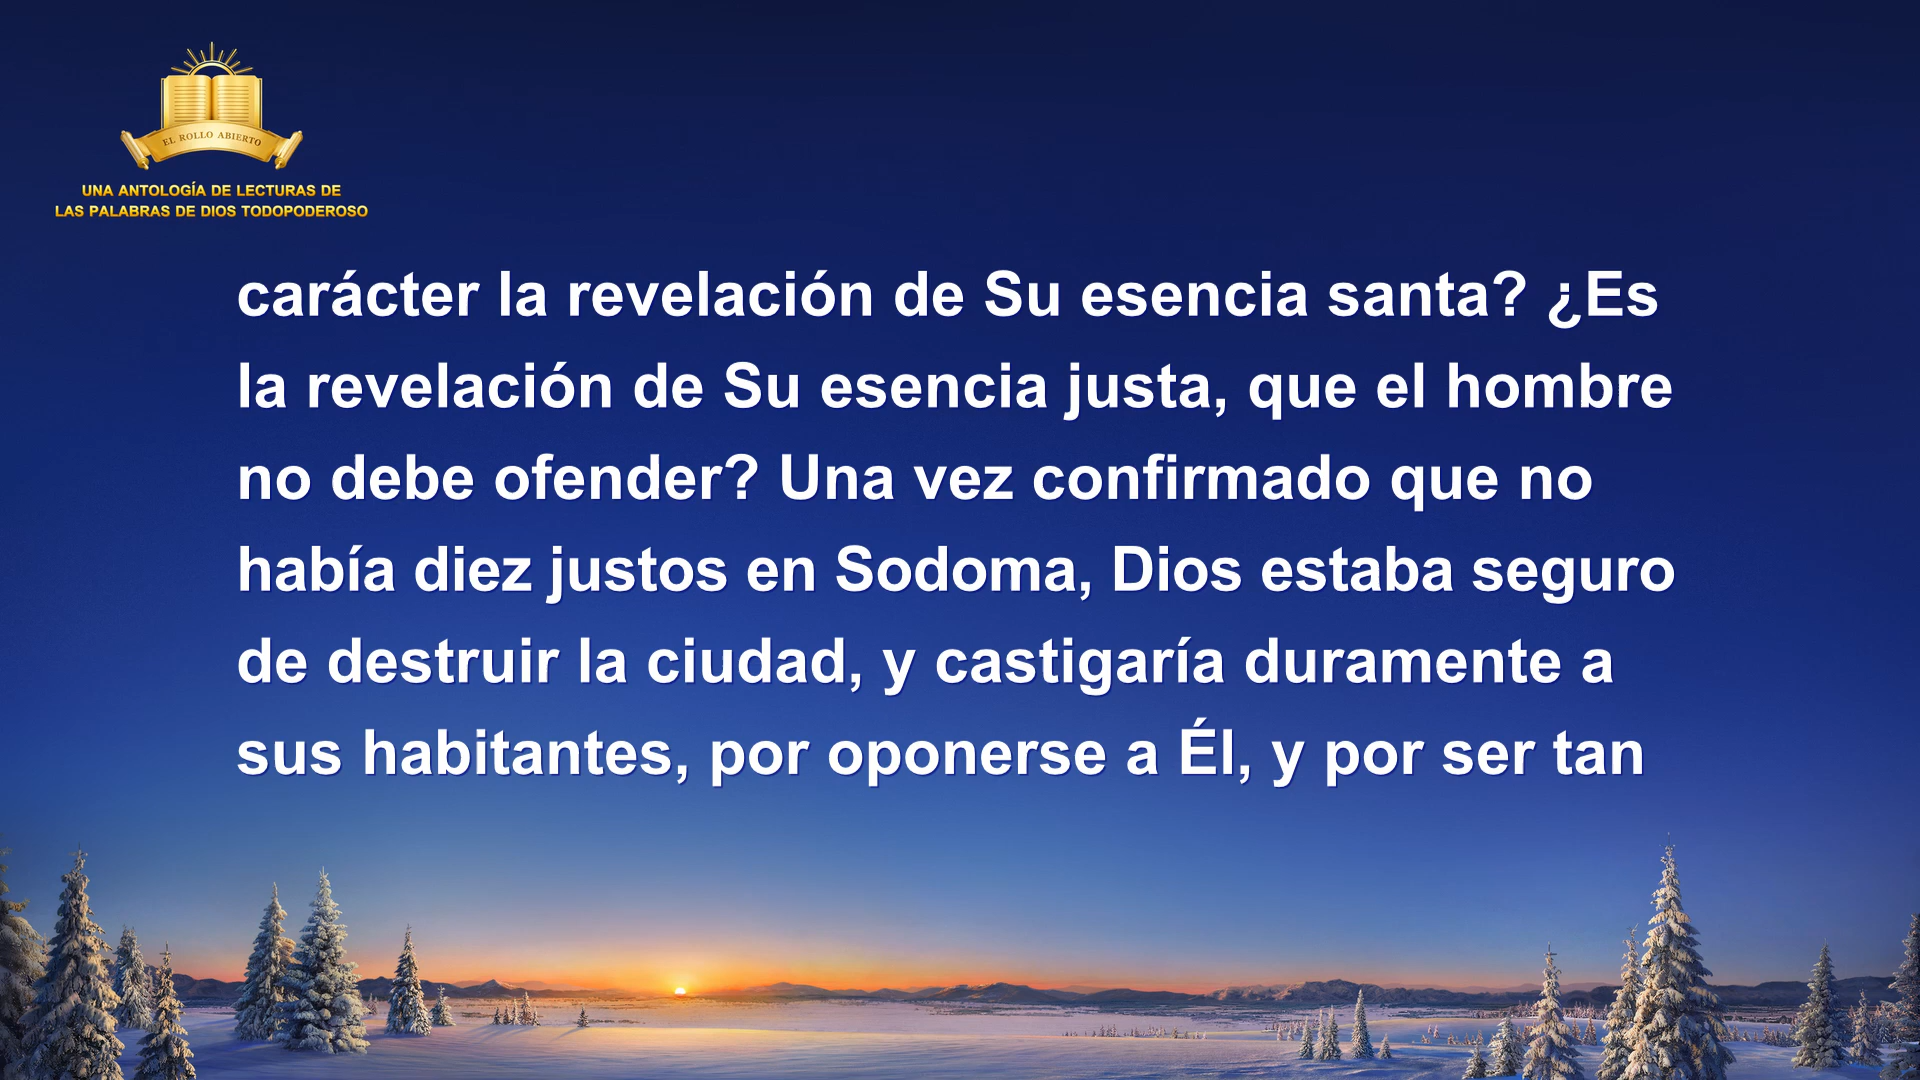 EL ROLLO ABIERTO
UNA ANTOLOGÍA DE LECTURAS DE
LAS PALABRAS DE DIOS TODOPODEROSO
carácter la revelación de Su esencia santa? ¿Es
la revelación de Su esencia justa, que el hombre
no debe ofender? Una vez confirmado que no
había diez justos en Sodoma, Dios estaba seguro
de destruir la ciudad, y castigaría duramente a
sus habitantes, por oponerse a Él, y por ser tan